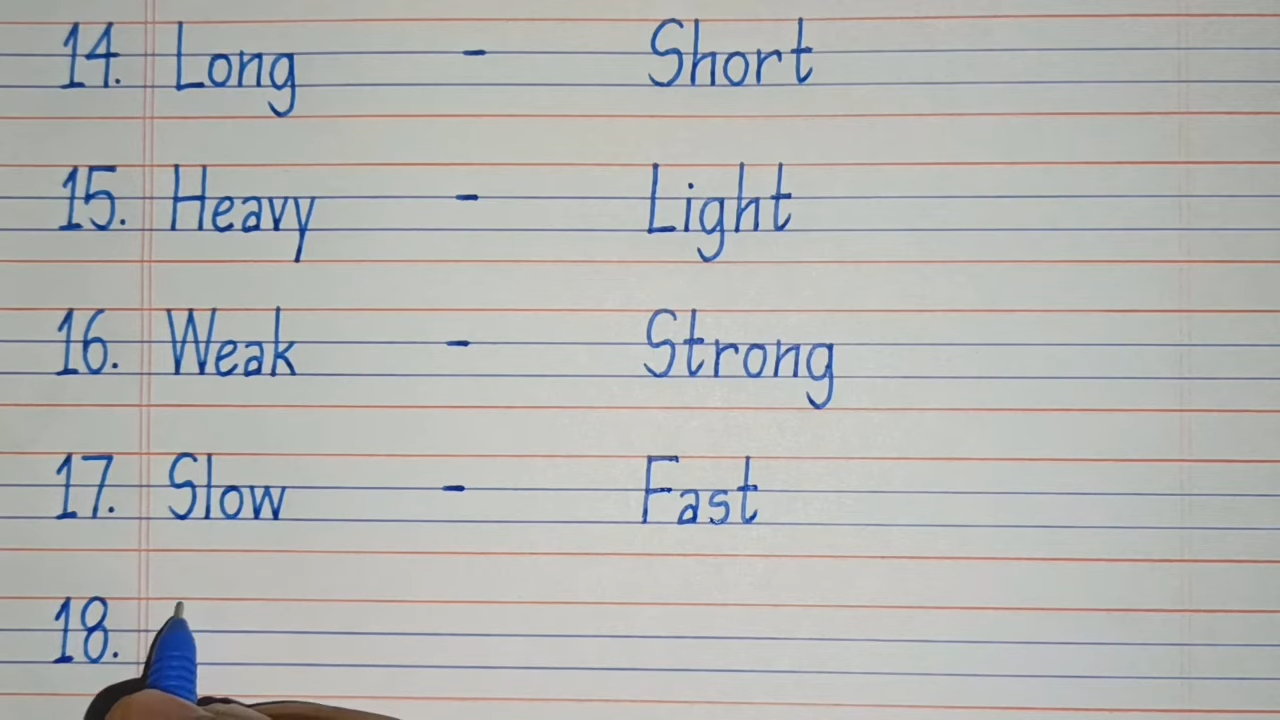 14. Long - Short
15. Heavy - Light
16. Weak - Strong
17. Slow - Fast
18.